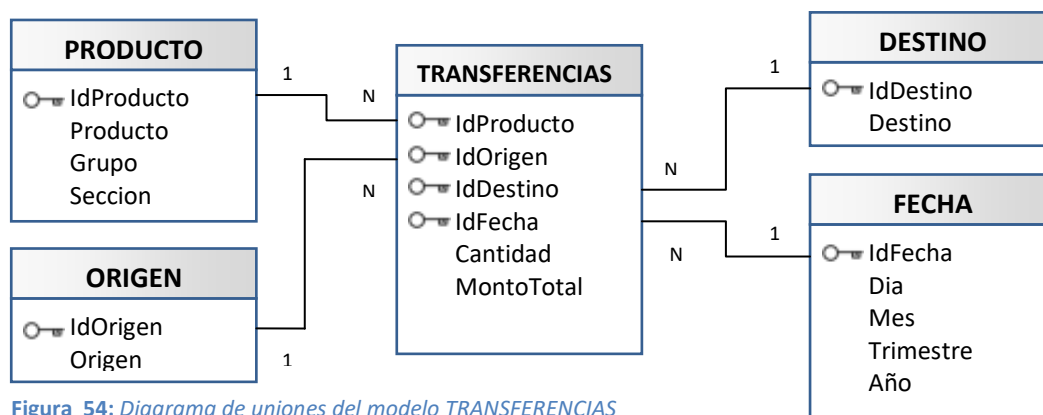 PRODUCTO
IdProducto
Producto
Grupo
Seccion
1
N
ORIGEN
IdOrigen
Origen
1
N
TRANSFERENCIAS
IdProducto
IdOrigen
IdDestino
IdFecha
Cantidad
MontoTotal
DESTINO
IdDestino
Destino
1
N
FECHA
IdFecha
Dia
Mes
Trimestre
Año
1
N
Figura 54: Diagrama de uniones del modelo TRANSFERENCIAS